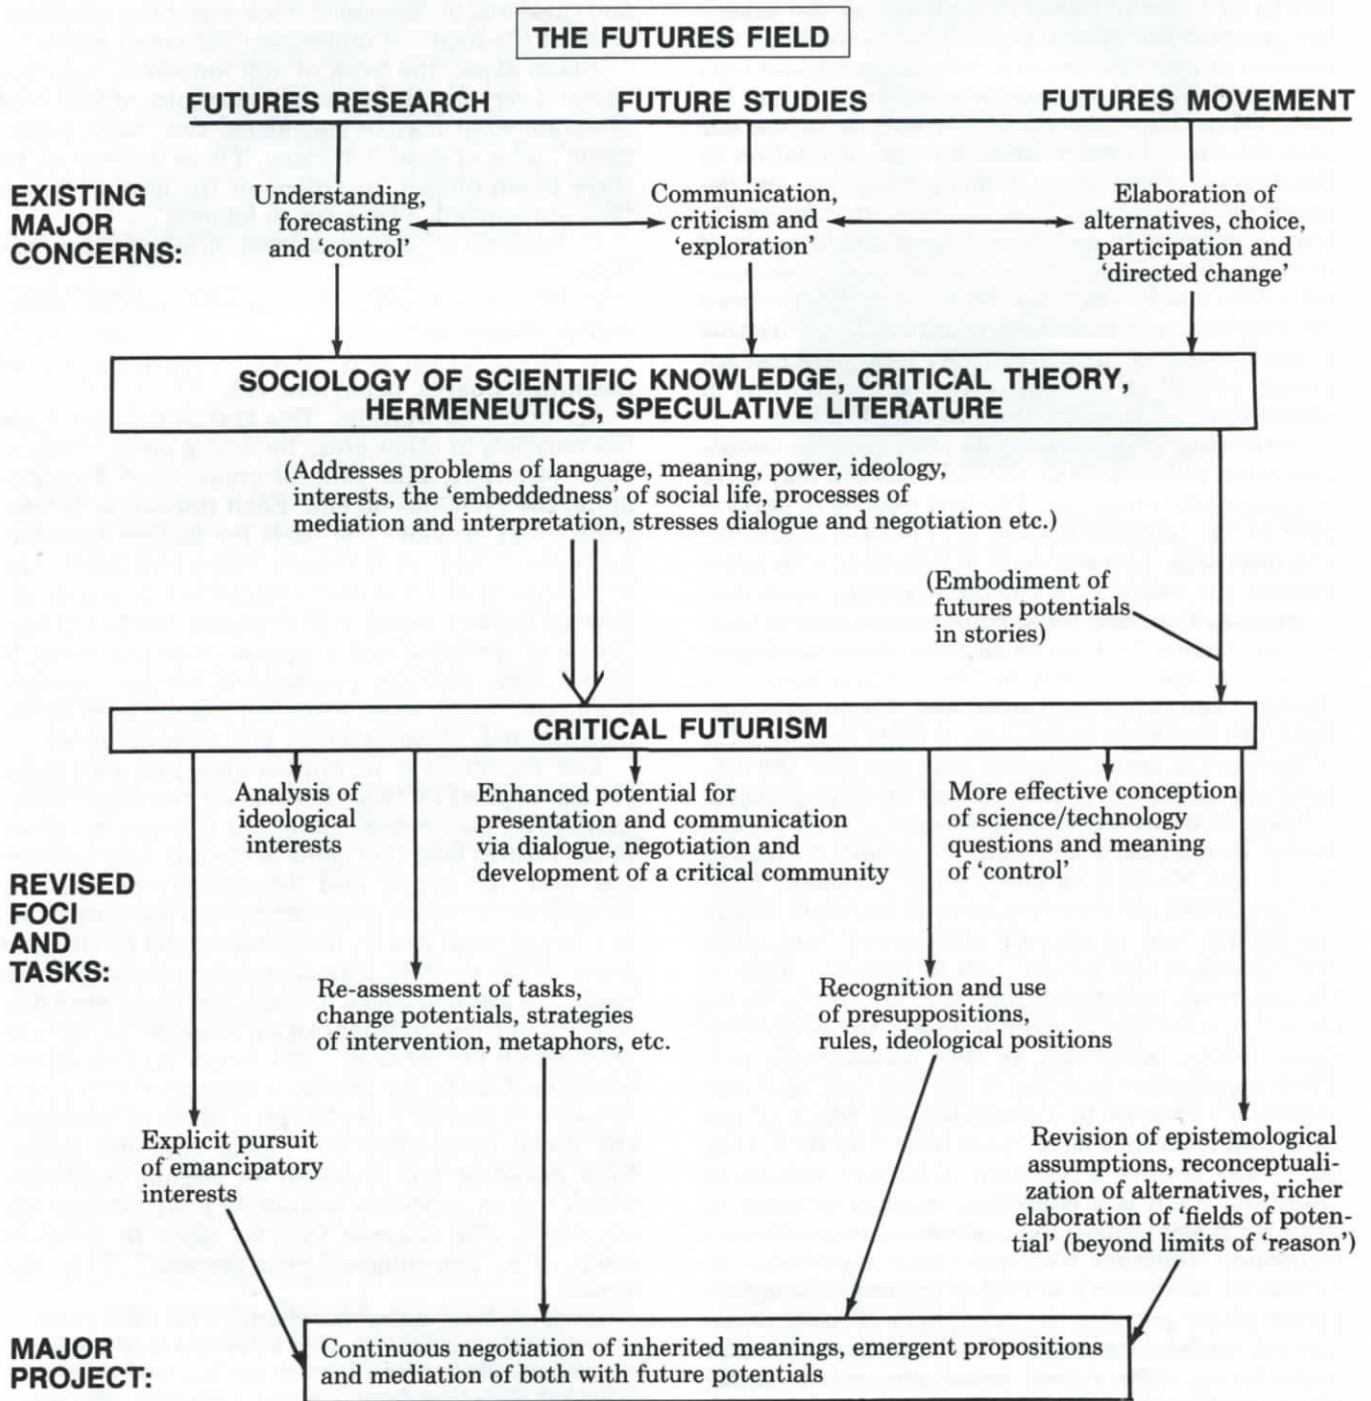 THE FUTURES FIELD
FUTURES RESEARCH
FUTURE STUDIES
FUTURES MOVEMENT
EXISTING
MAJOR
CONCERNS:
Understanding,
forecasting
and ‘control’
Communication,
criticism and
‘exploration’
Elaboration of
alternatives, choice,
participation and
‘directed change’
SOCIOLOGY OF SCIENTIFIC KNOWLEDGE, CRITICAL THEORY,
HERMENEUTICS, SPECULATIVE LITERATURE
(Addresses problems of language, meaning, power, ideology,
interests, the ‘embeddedness’ of social life, processes of
mediation and interpretation, stresses dialogue and negotiation etc.)
(Embodiment of
futures potentials
in stories)
CRITICAL FUTURISM
REVISED
FOCI
AND
TASKS:
Analysis of
ideological
interests
Enhanced potential for
presentation and communication
via dialogue, negotiation and
development of a critical community
More effective conception
of science/technology
questions and meaning
of ‘control’
Re-assessment of tasks,
change potentials, strategies
of intervention, metaphors, etc.
Recognition and use
of presuppositions,
rules, ideological positions
Explicit pursuit
of emancipatory
interests
Revision of epistemological
assumptions, reconceptuali-
zation of alternatives, richer
elaboration of ‘fields of poten-
tial’ (beyond limits of ‘reason’)
MAJOR
PROJECT:
Continuous negotiation of inherited meanings, emergent propositions
and mediation of both with future potentials